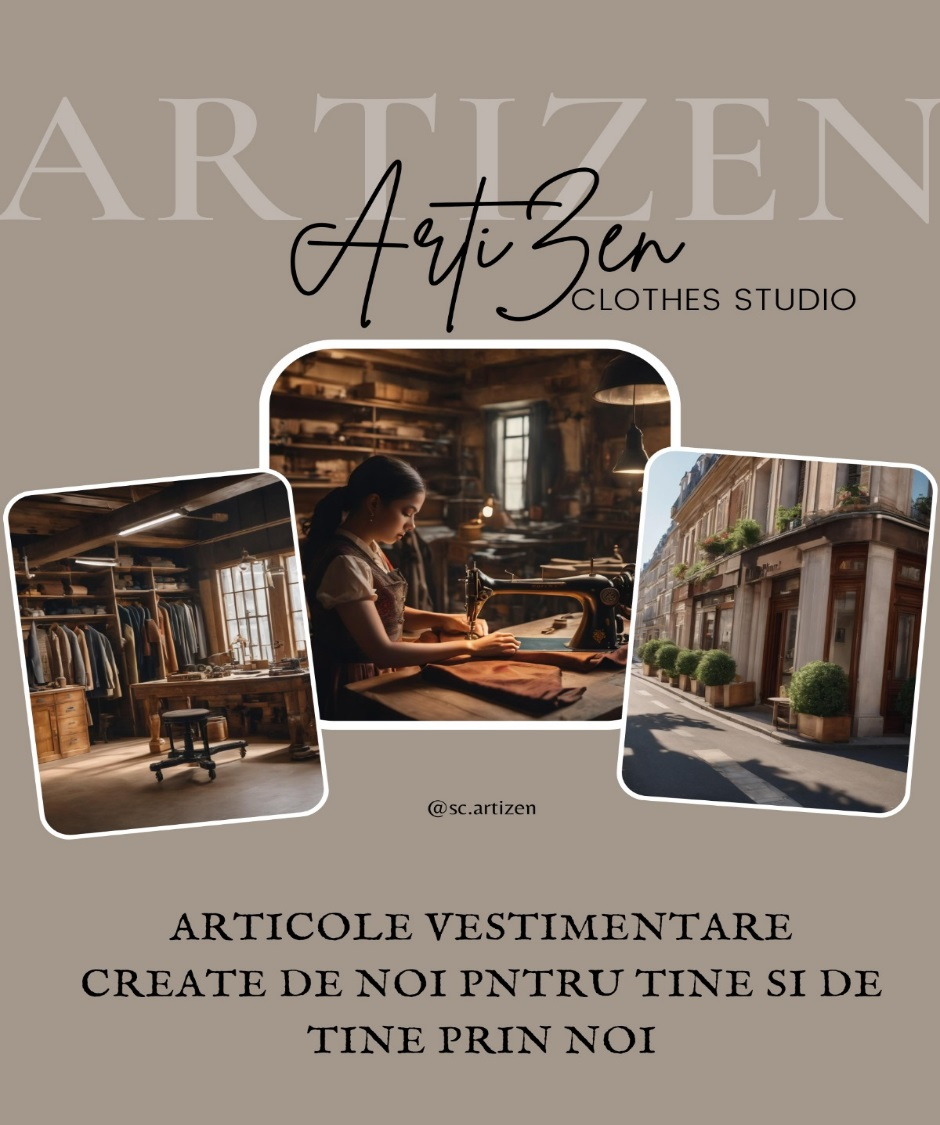 ARTIZEN
ArtiZen
CLOTHES STUDIO
@sc.artizen
ARTICOLE VESTIMENTARE
CREATE DE NOI PNTRU TINE SI DE
TINE PRIN NOI